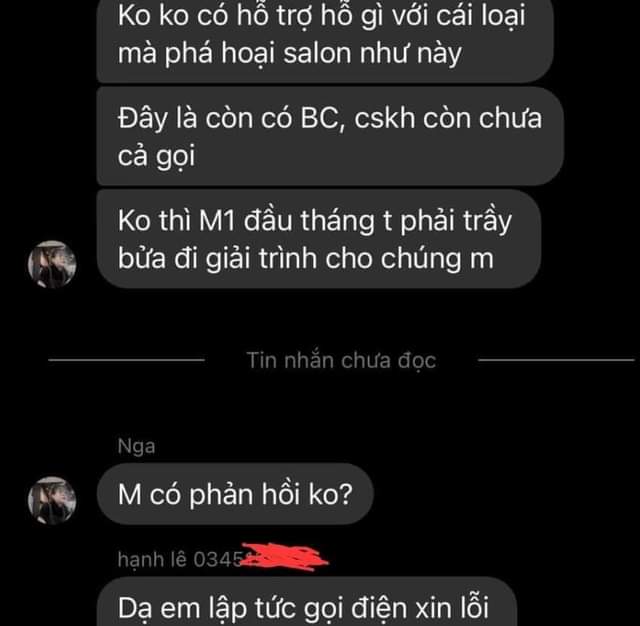 Ko ko có hỗ trợ hỗ gì với cái loại
mà phá hoại salon như này
Đây là còn có BC, cskh còn chưa
cả gọi
Ko thì M1 đầu tháng t phải trầy
bửa đi giải trình cho chúng m
Tin nhắn chưa đọc
Nga
M có phản hồi ko?
hạnh lê 0345
Dạ em lập tức gọi điện xin lỗi